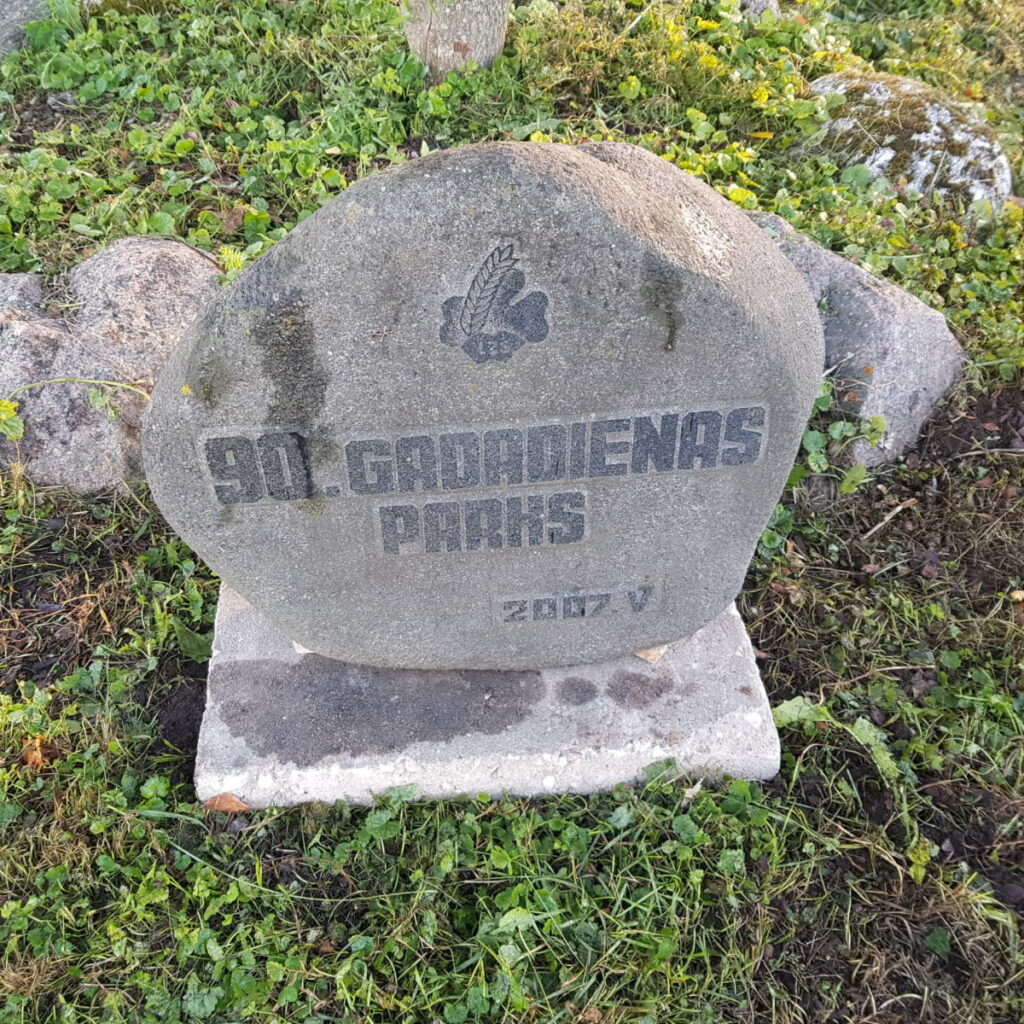 90. GADADIENAS
PARKS
2007. V